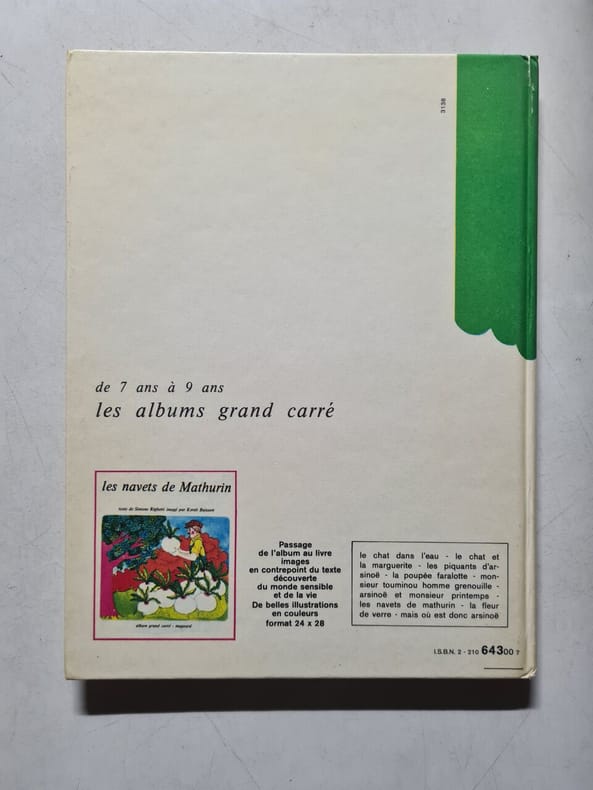 3138
de 7 ans à 9 ans
les albums grand carré
les navets de Mathurin
texte de Simone Righetti imagé par Korab Buisson
album grand carré - magnard
Passage
de l'album au livre
images
en contrepoint du texte
découverte
du monde sensible
et de la vie
De belles illustrations
en couleurs
format 24 x 28
le chat dans l'eau - le chat et
la marguerite - les piquants d'ar-
sinoë - la poupée faralotte - mon-
sieur touminou homme grenouille -
arsinoë et monsieur printemps -
les navets de mathurin - la fleur
de verre - mais où est donc arsinoë
I.S.B.N. 2 - 210 64300 7